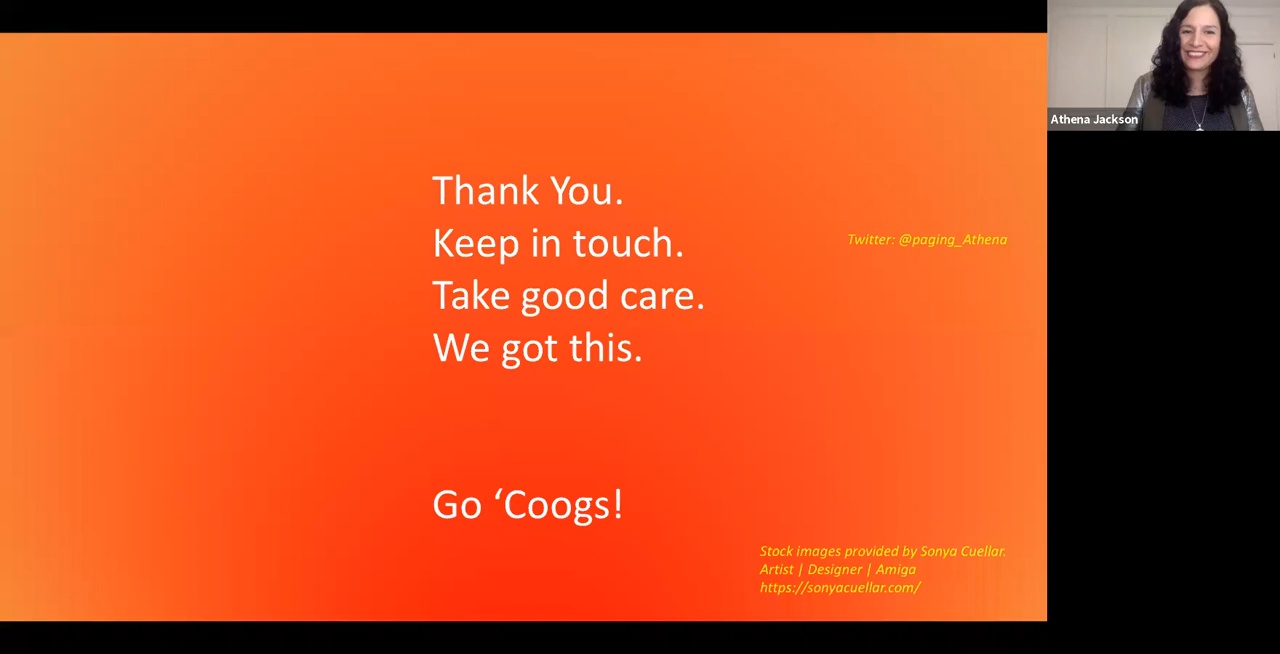 Athena Jackson
Thank You.
Keep in touch.
Take good care.
We got this.
Twitter: @paging_Athena
Go ‘Coogs!
Stock images provided by Sonya Cuellar.
Artist | Designer | Amiga
https://sonyacuellar.com/